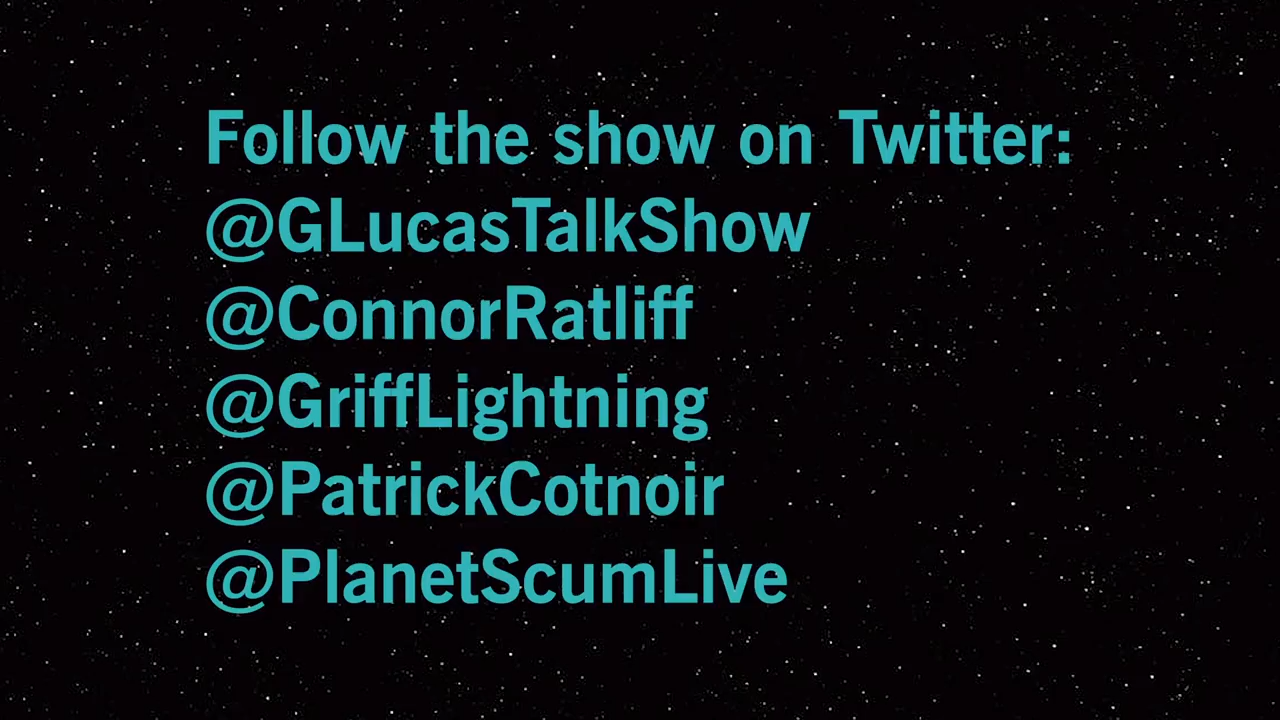 Follow the show on Twitter:
@GLucasTalkShow
@ConnorRatliff
@GriffLightning
@PatrickCotnoir
@PlanetScumLive